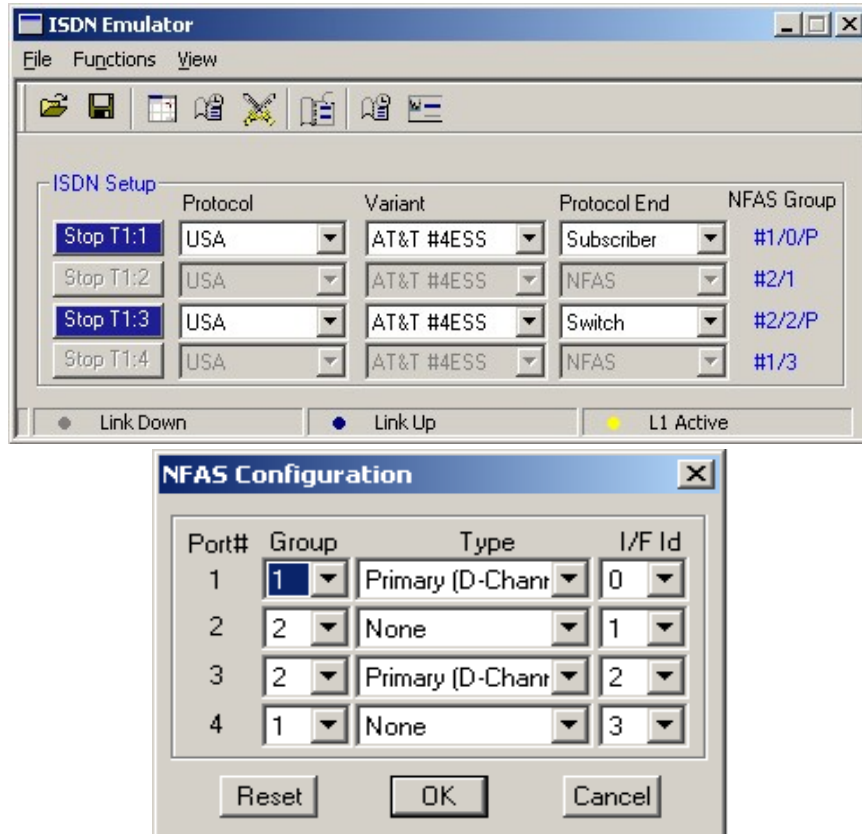 ISDN Emulator
File Functions View
ISDN Setup
Protocol Variant Protocol End NFAS Group
Stop T1:1 USA AT&T #4ESS Subscriber #1/0/P
Stop T1:2 USA AT&T #4ESS NFAS #2/1
Stop T1:3 USA AT&T #4ESS Switch #2/2/P
Stop T1:4 USA AT&T #4ESS NFAS #1/3
Link Down Link Up L1 Active
NFAS Configuration
Port# Group Type I/F Id
1 1 Primary (D-Chanr 0
2 2 None 1
3 2 Primary (D-Chanr 2
4 1 None 3
Reset OK Cancel